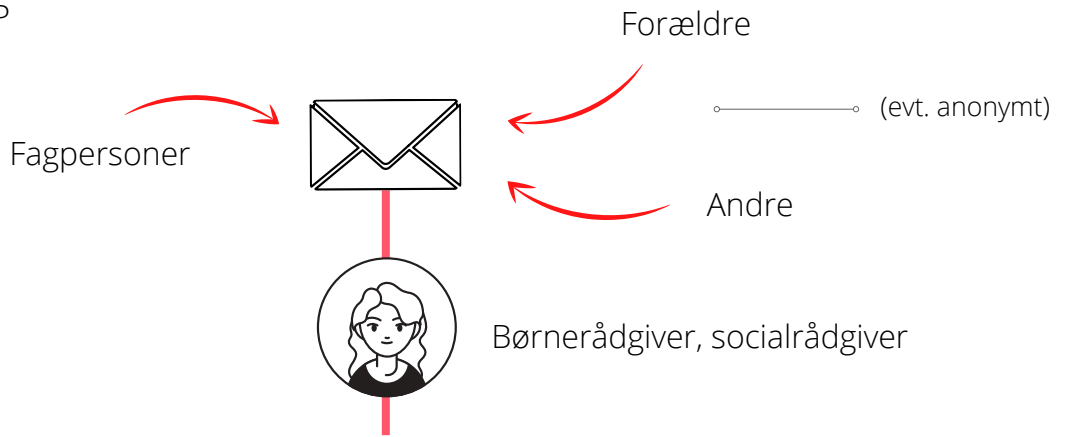 Forældre
(evt. anonymt)
Fagpersoner
Andre
Børnerådgiver, socialrådgiver